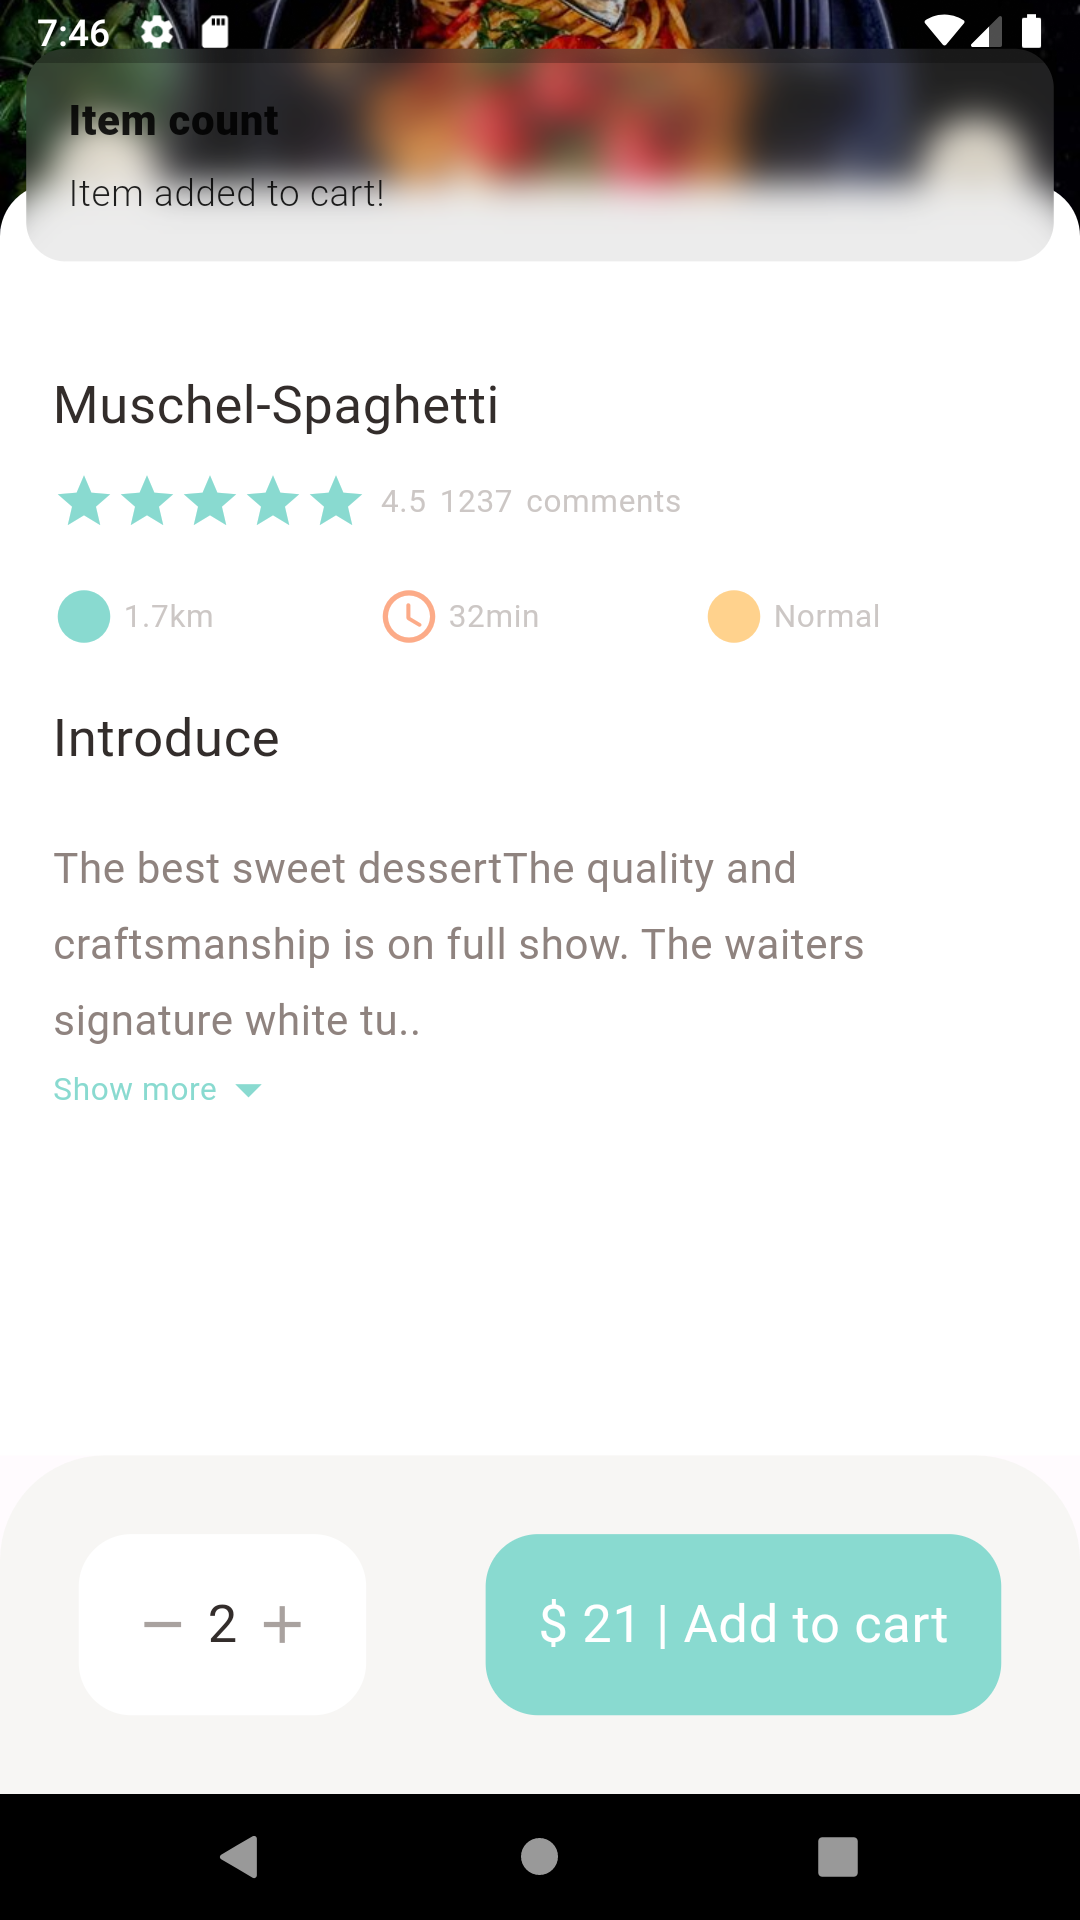 7:46
Item count
Item added to cart!
Muschel-Spaghetti
4.5 1237 comments
1.7km 32min Normal
Introduce
The best sweet dessertThe quality and
craftsmanship is on full show. The waiters
signature white tu..
Show more
2 $ 21 | Add to cart